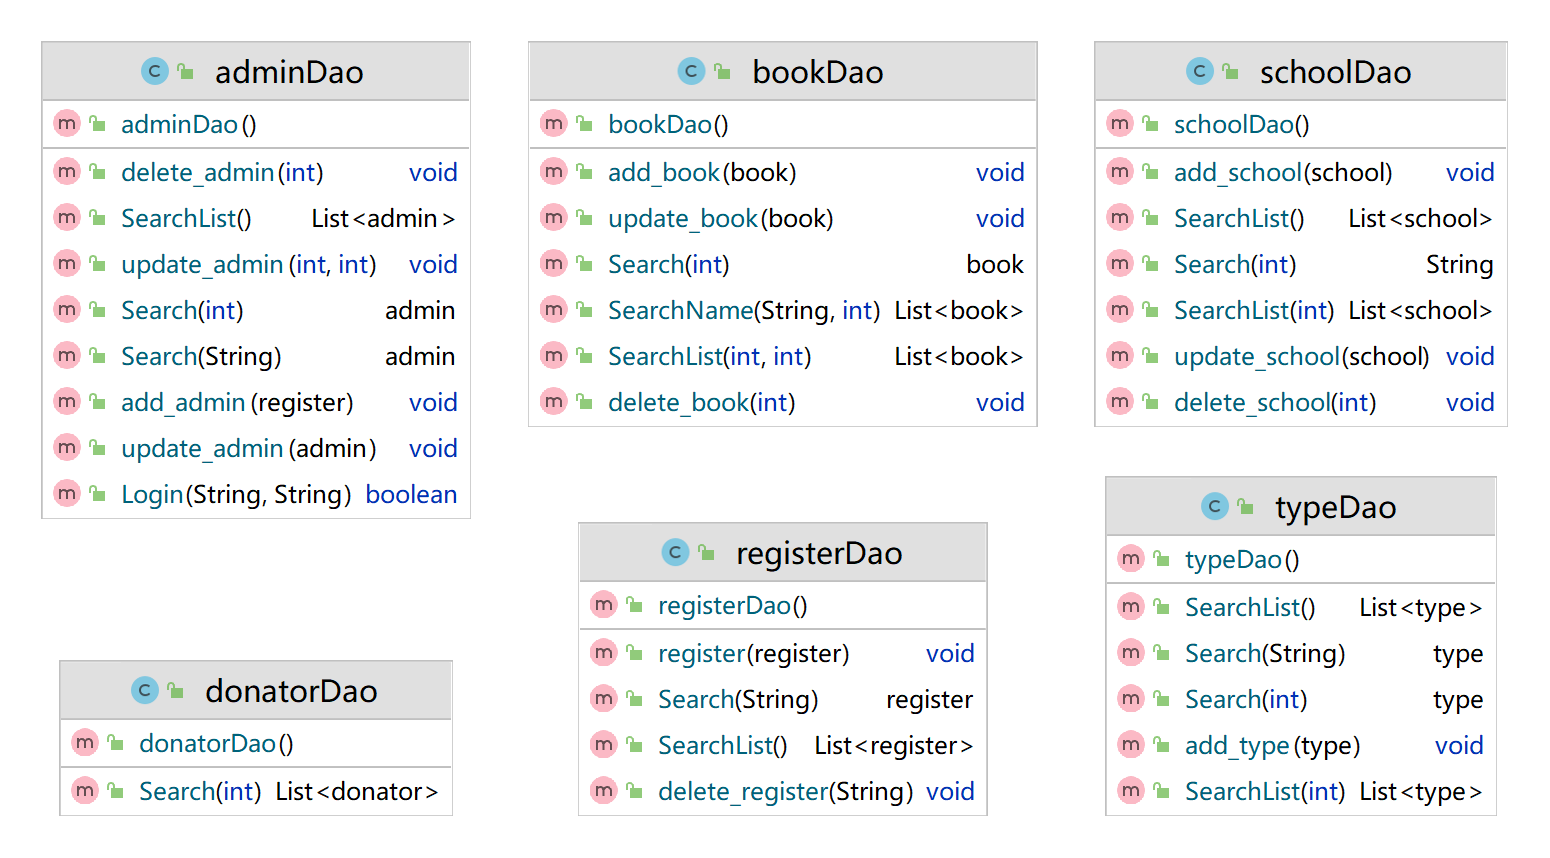 adminDao
adminDao()
delete_admin(int) void
SearchList() List<admin>
update_admin(int, int) void
Search(int) admin
Search(String) admin
add_admin(register) void
update_admin(admin) void
Login(String, String) boolean
bookDao
bookDao()
add_book(book) void
update_book(book) void
Search(int) book
SearchName(String, int) List<book>
SearchList(int, int) List<book>
delete_book(int) void
schoolDao
schoolDao()
add_school(school) void
SearchList() List<school>
Search(int) String
SearchList(int) List<school>
update_school(school) void
delete_school(int) void
donatorDao
donatorDao()
Search(int) List<donator>
registerDao
registerDao()
register(register) void
Search(String) register
SearchList() List<register>
delete_register(String) void
typeDao
typeDao()
SearchList() List<type>
Search(String) type
Search(int) type
add_type(type) void
SearchList(int) List<type>